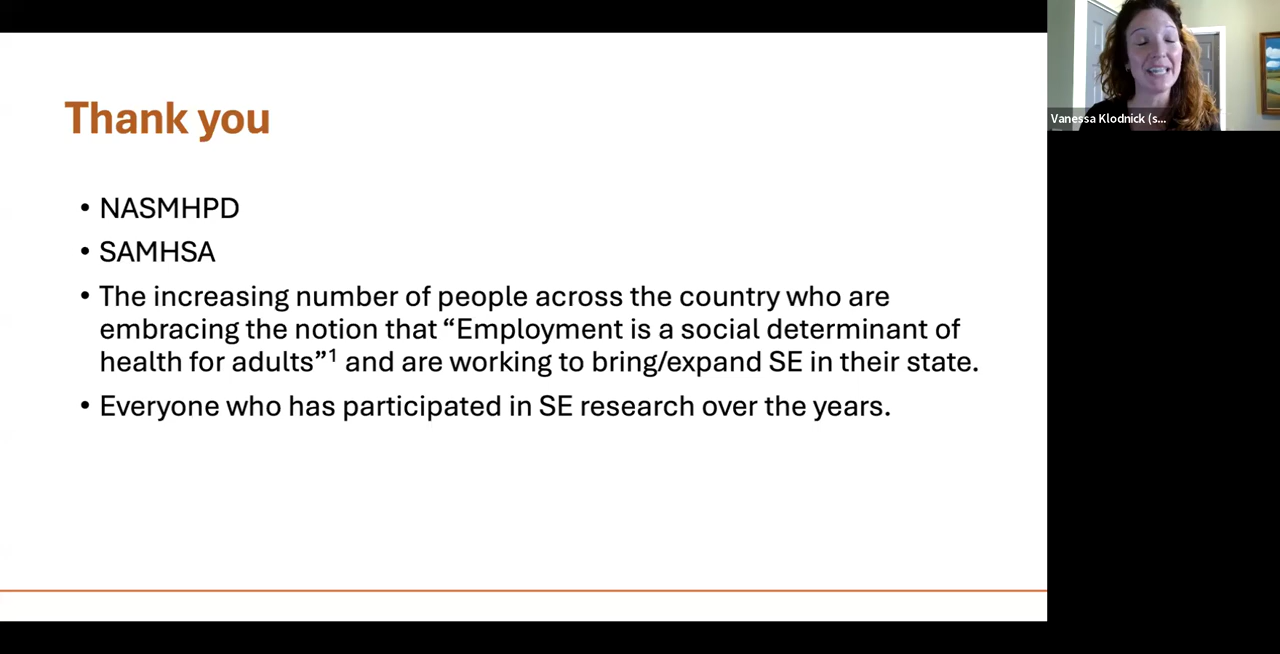 Thank you
• NASMHPD
• SAMHSA
• The increasing number of people across the country who are
embracing the notion that “Employment is a social determinant of
health for adults”¹ and are working to bring/expand SE in their state.
• Everyone who has participated in SE research over the years.
Vanessa Klodnick (s...